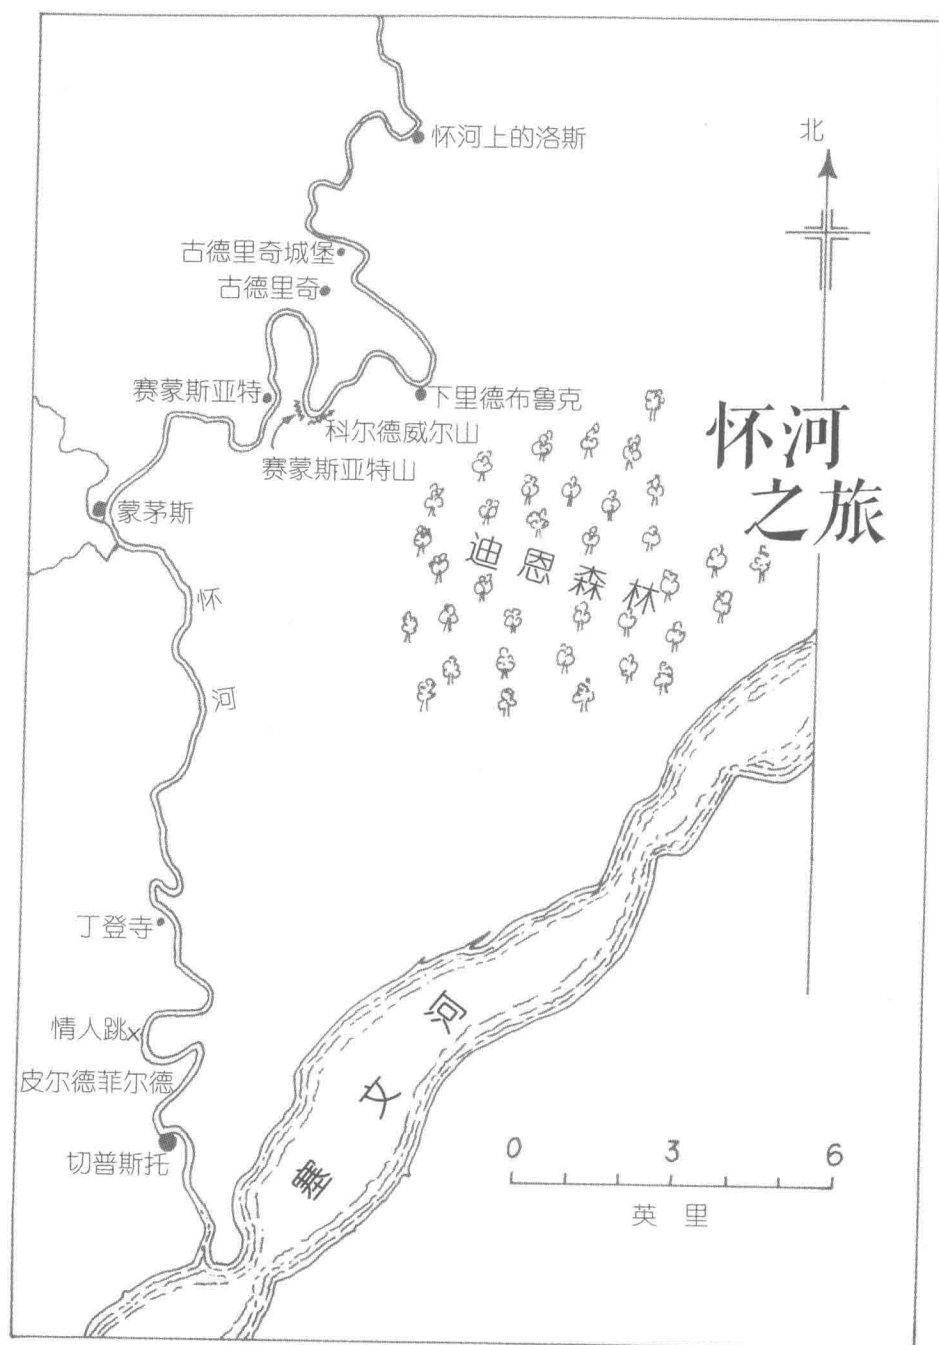 怀河上的洛斯
北
古德里奇城堡
古德里奇
赛蒙斯亚特
下里德布鲁克
科尔德威尔山
赛蒙斯亚特山
怀河
之旅
蒙茅斯
迪恩森林
怀
河
丁登寺
情人跳
皮尔德菲尔德
切普斯托
塞文河
0 3 6
英里